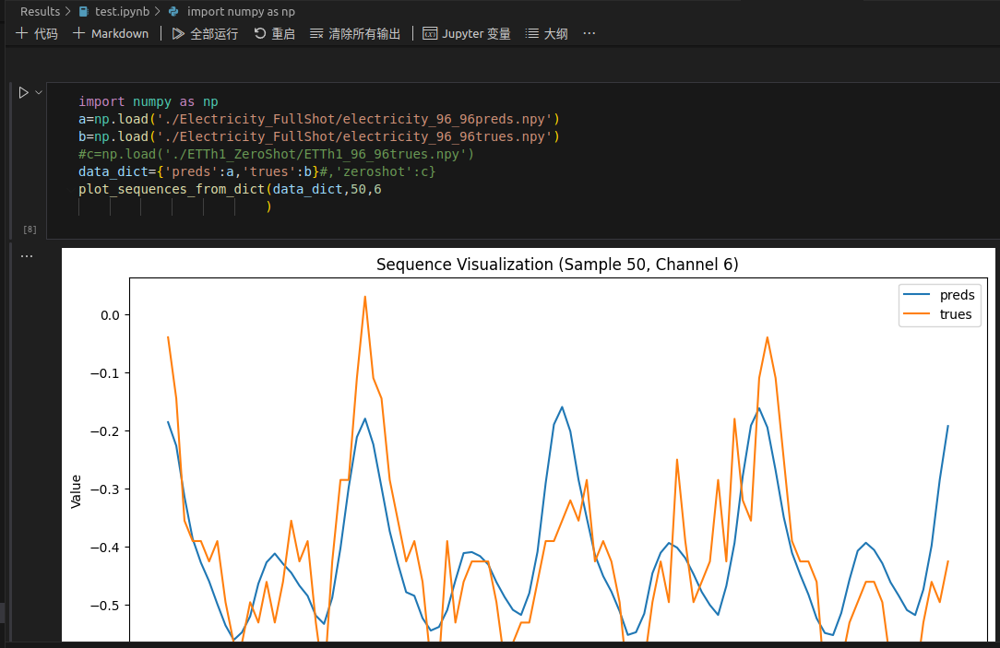 Results > test.ipynb > import numpy as np
+ 代码 + Markdown | 全部运行 重启 清除所有输出 | Jupyter 变量 大纲 ···
import numpy as np
a=np.load('./Electricity_FullShot/electricity_96_96preds.npy')
b=np.load('./Electricity_FullShot/electricity_96_96trues.npy')
#c=np.load('./ETTh1_ZeroShot/ETTh1_96_96trues.npy')
data_dict={'preds':a,'trues':b}#,'zeroshot':c}
plot_sequences_from_dict(data_dict,50,6
)
[8]
···
Sequence Visualization (Sample 50, Channel 6)
preds
trues
0.0
−0.1
−0.2
−0.3
−0.4
−0.5
Value